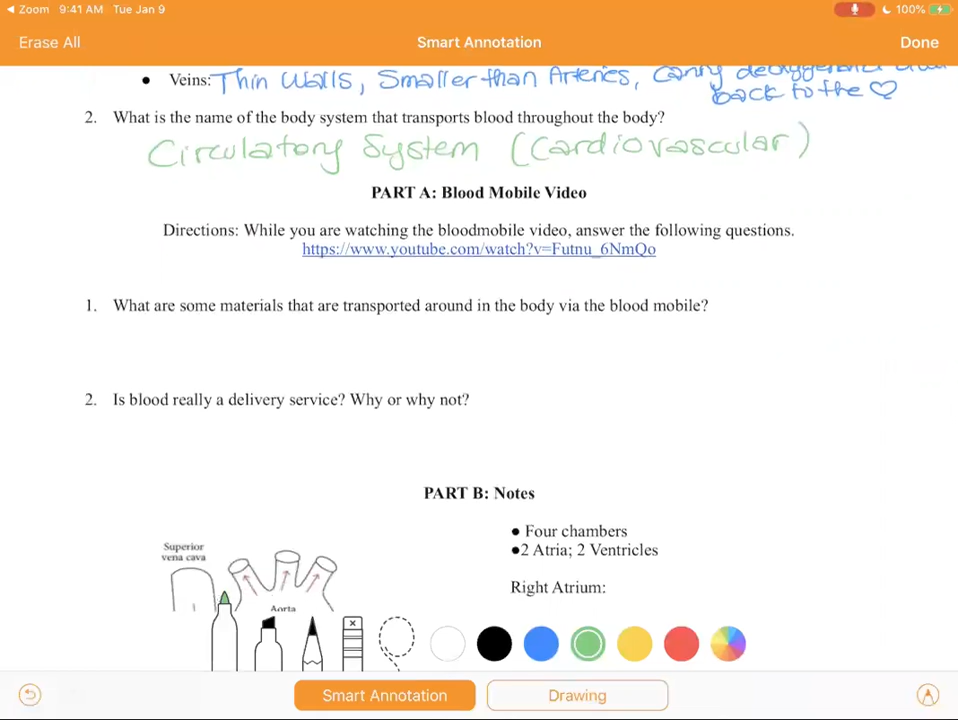 Zoom 9:41 AM Tue Jan 9 100%
Erase All Smart Annotation Done
● Veins: Thin Walls, Smaller than Arteries, carry deoxygenated
back to the ♡
2. What is the name of the body system that transports blood throughout the body?
Circulatory System (Cardiovascular)
PART A: Blood Mobile Video
Directions: While you are watching the bloodmobile video, answer the following questions.
https://www.youtube.com/watch?v=Futnu_6NmQo
1. What are some materials that are transported around in the body via the blood mobile?
2. Is blood really a delivery service? Why or why not?
PART B: Notes
● Four chambers
●2 Atria; 2 Ventricles
Right Atrium:
Superior
vena cava
Aorta
Smart Annotation Drawing